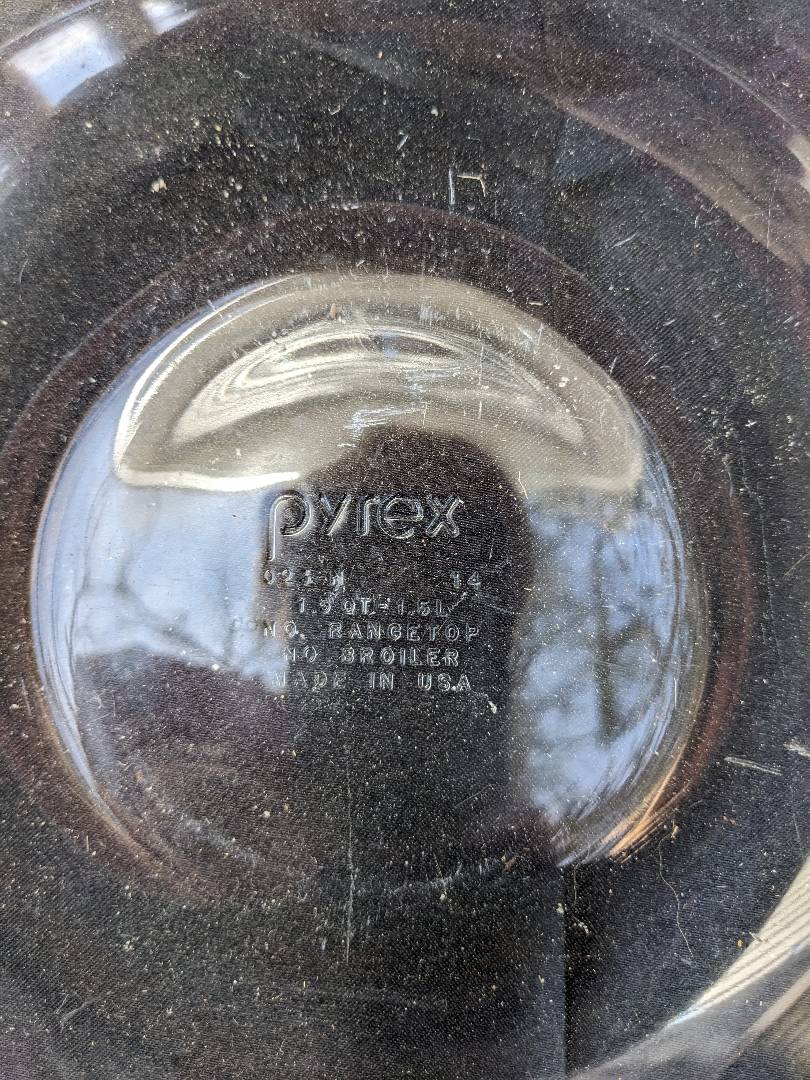 pyrex
14
1.5 QT.-1.5L
NO. RANGETOP
NO BROILER
MADE IN USA